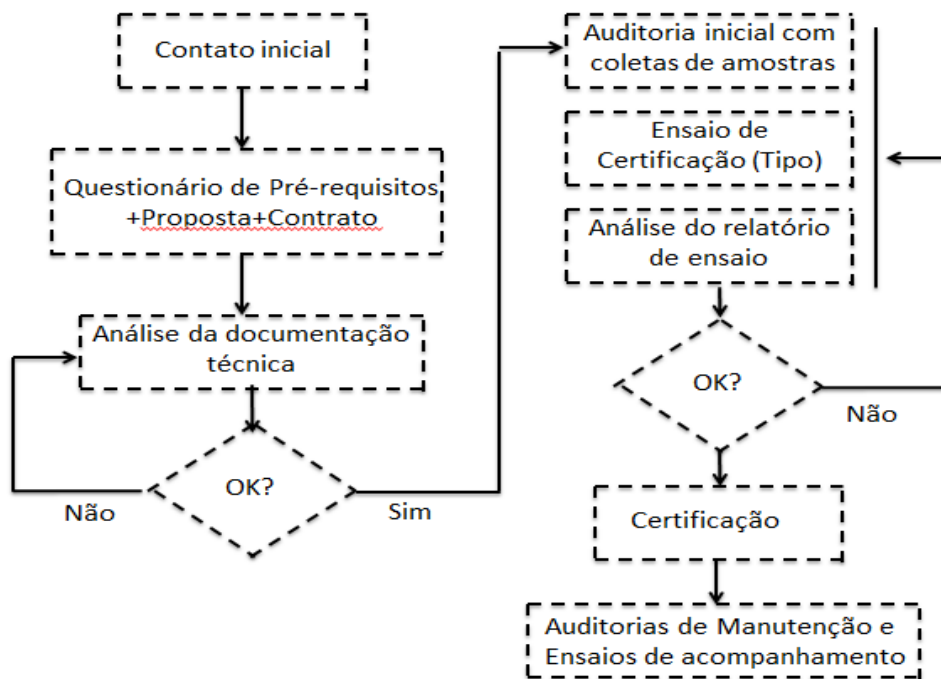 Contato inicial
Questionário de Pré-requisitos
+Proposta+Contrato
Análise da documentação
técnica
OK?
Não
Sim
Auditoria inicial com
coletas de amostras
Ensaio de
Certificação (Tipo)
Análise do relatório
de ensaio
OK?
Não
Certificação
Auditorias de Manutenção e
Ensaios de acompanhamento